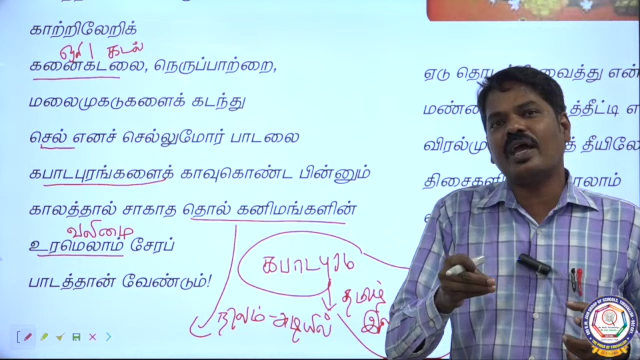 காற்றிலேறிக்
ஒலி / கடல்
கனைகடலை, நெருப்பாற்றை,
மலைமுகடுகளைக் கடந்து
செல் எனச் செல்லுமோர் பாடலை
கபாடபுரங்களைக் காவுகொண்ட பின்னும்
காலத்தால் சாகாத தொல் கனிமங்களின்
வலிமை
உரமெலாம் சேரப்
பாடத்தான் வேண்டும்!
கபாடபுரம்
தமிழ்
நிலம் - அடியில்
ஏடு
வைத்து
விரல்மு

தீயிலே